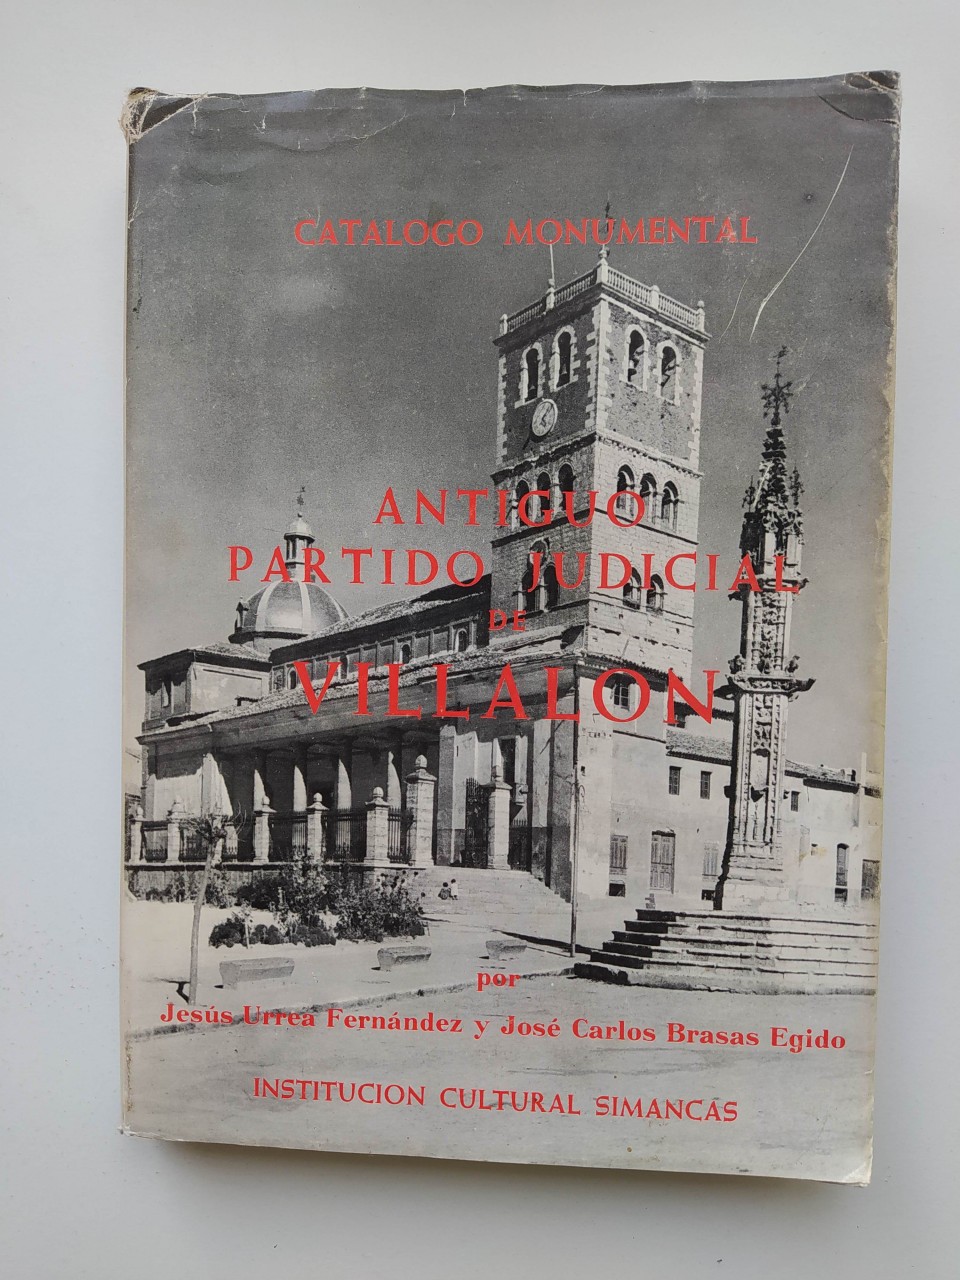 CATALOGO MONUMENTAL
ANTIGUO
PARTIDO JUDICIAL
DE
VILLALON
por
Jesús Urrea Fernández y José Carlos Brasas Egido
INSTITUCION CULTURAL SIMANCAS